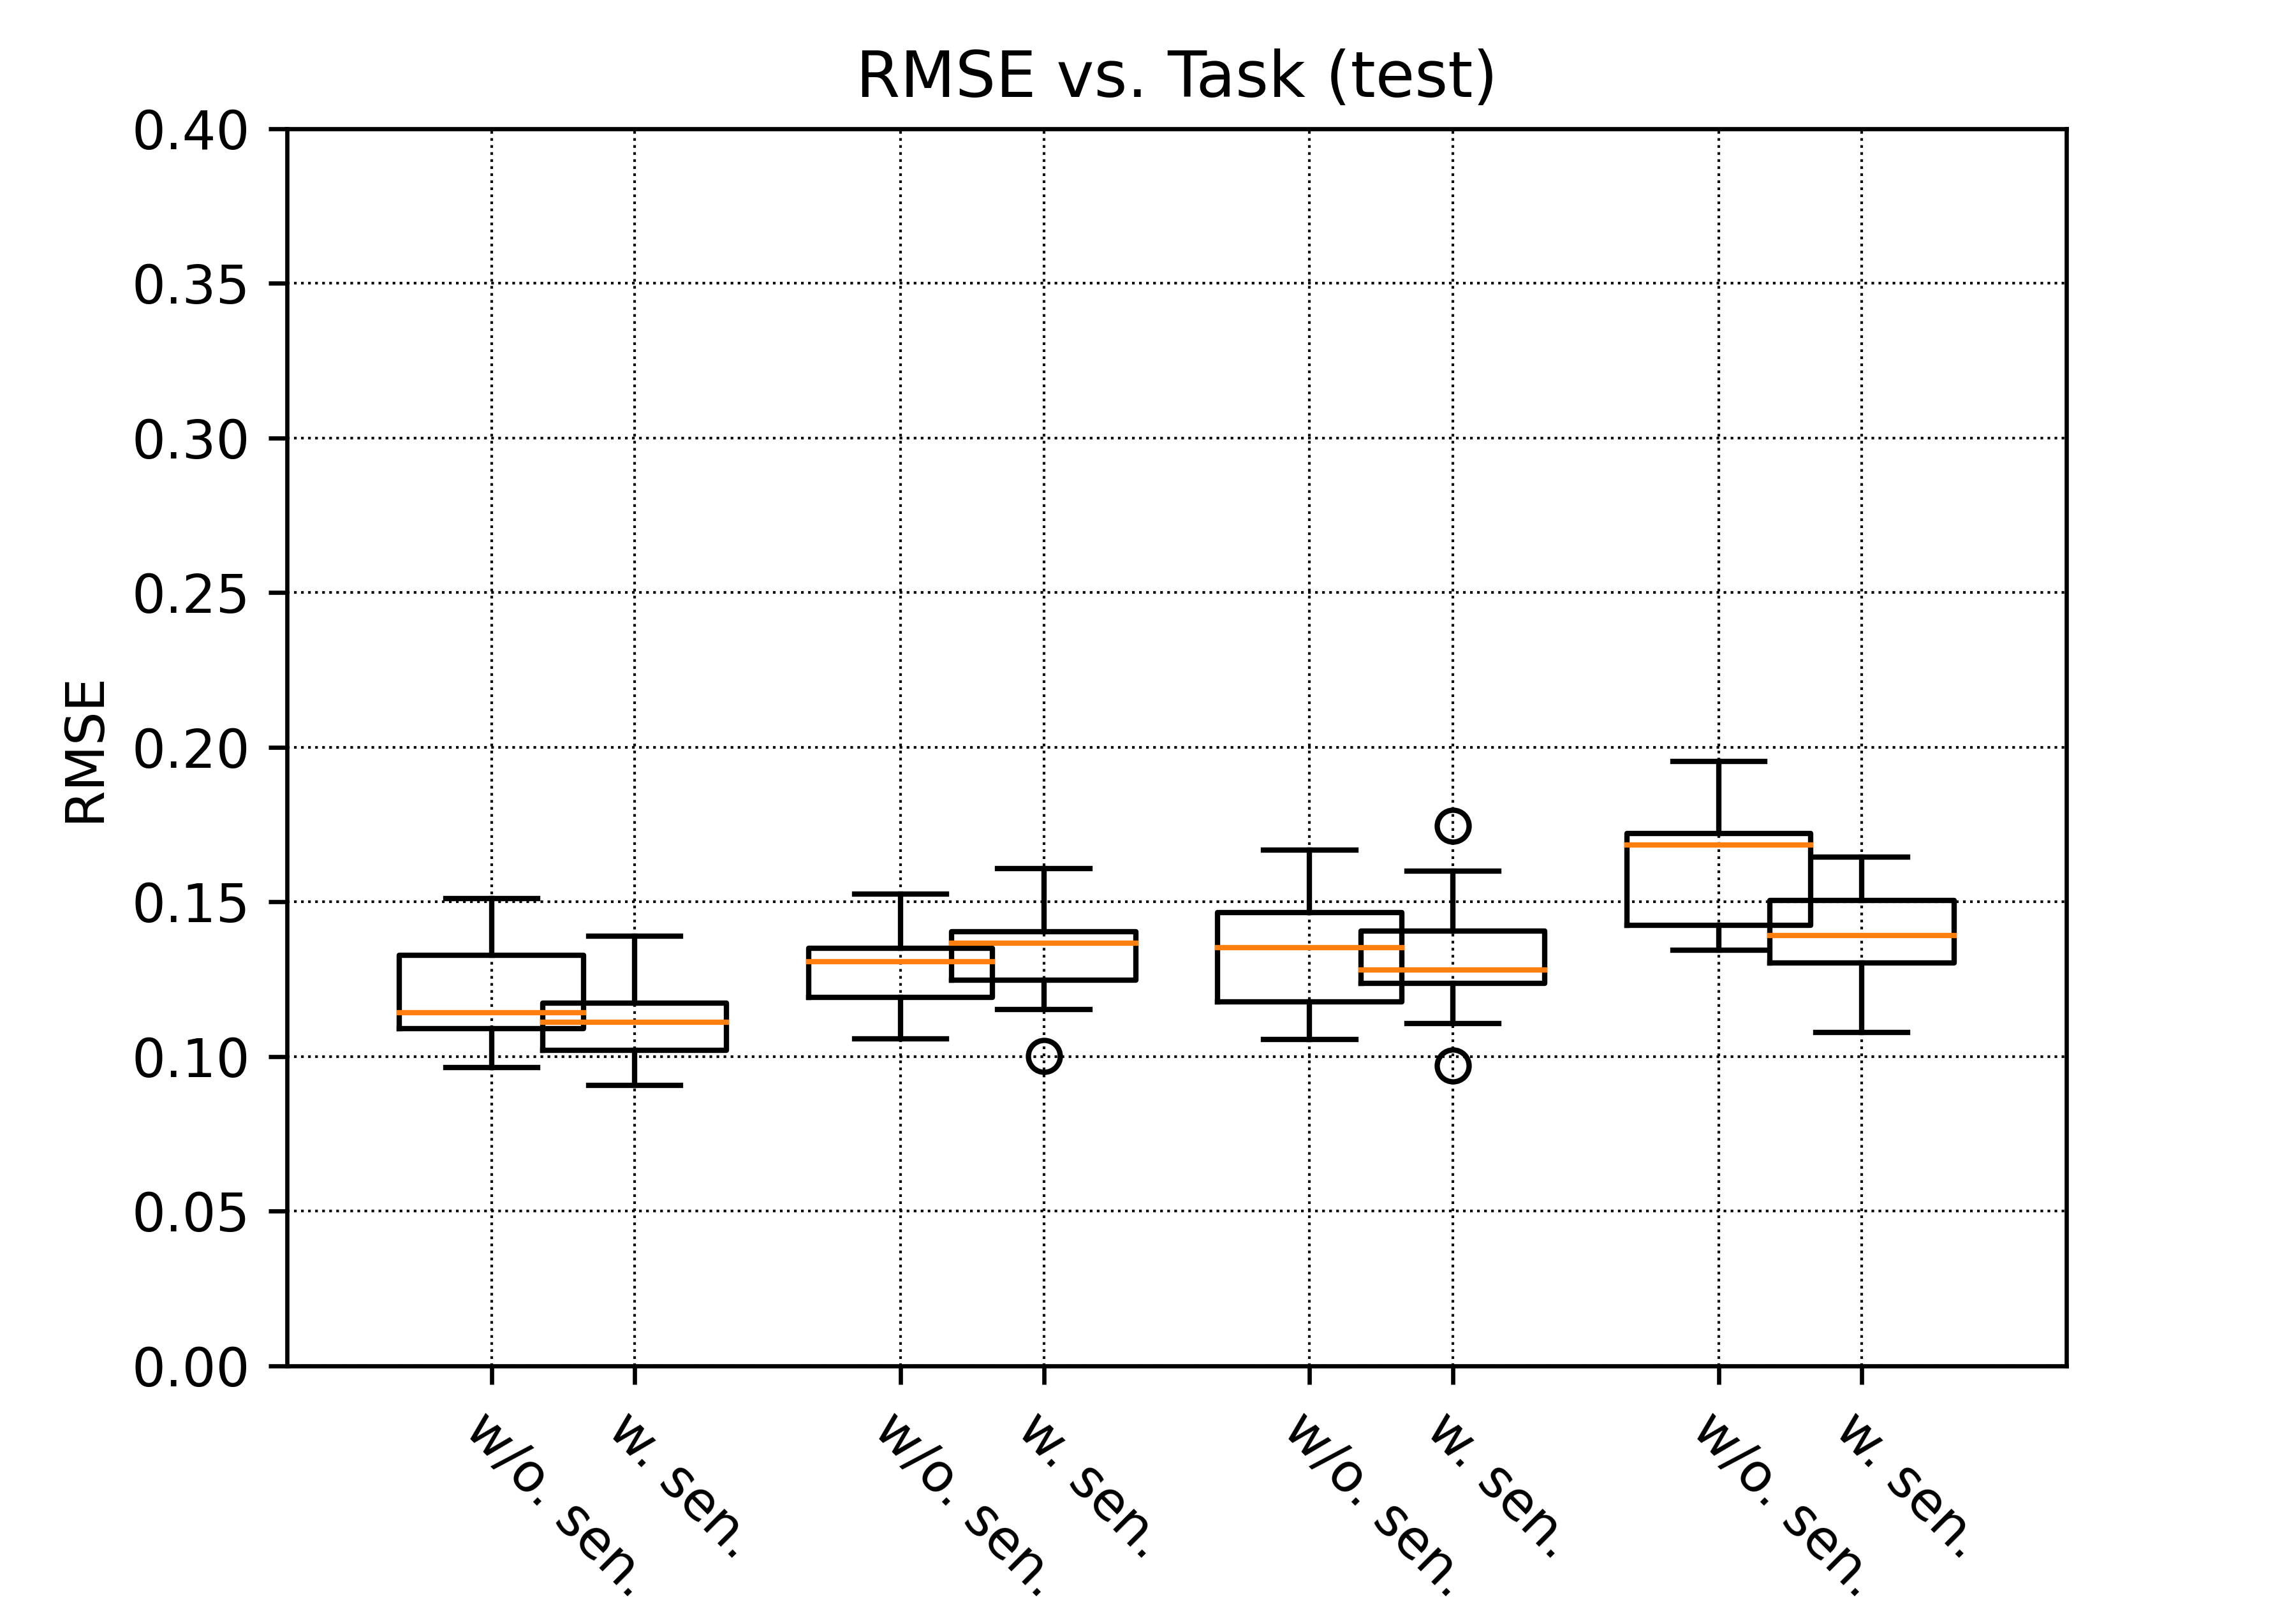 RMSE vs. Task (test)
0.40
0.35
0.30
0.25
0.20
0.15
0.10
0.05
0.00
RMSE
w/o. sen.
w. sen.
w/o. sen.
w. sen.
w/o. sen.
w. sen.
w/o. sen.
w. sen.